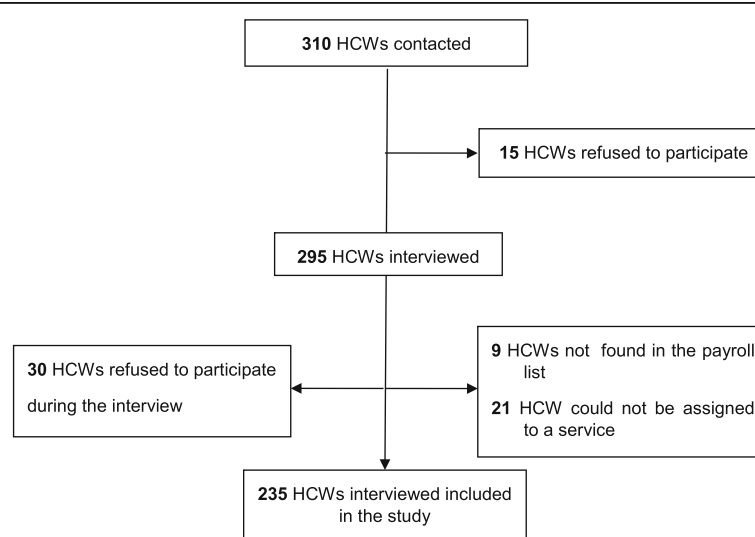 310 HCWs contacted
15 HCWs refused to participate
295 HCWs interviewed
30 HCWs refused to participate
during the interview
9 HCWs not found in the payroll
list
21 HCW could not be assigned
to a service
235 HCWs interviewed included
in the study